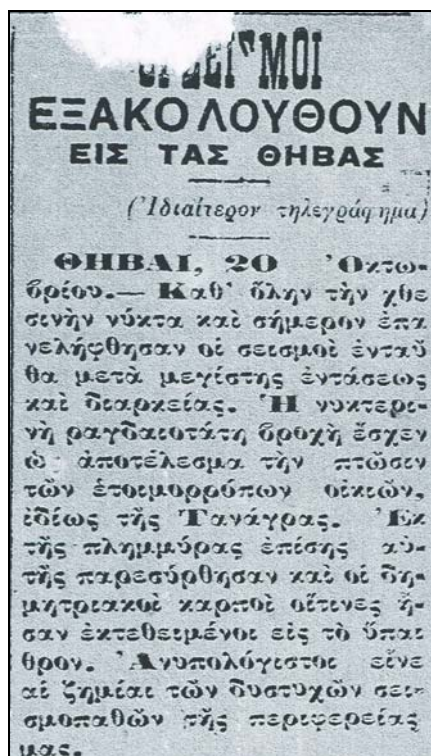 ΟΙ ΣΕΙΣΜΟΙ
ΕΞΑΚΟΛΟΥΘΟΥΝ
ΕΙΣ ΤΑΣ ΘΗΒΑΣ
(Ἰδιαίτερον τηλεγράφημα)
ΘΗΒΑΙ, 20 Ὀκτω-
βρίου.— Καθ' ὅλην τὴν χθε
σινὴν νύκτα καὶ σήμερον ἐπα
νελήφθησαν οἱ σεισμοὶ ἐνταῦ
θα μετὰ μεγίστης ἐντάσεως
καὶ διαρκείας. Ἡ νυκτερι-
νὴ ραγδαιοτάτη βροχὴ ἔσχεν
ὡ ἀποτέλεσμα τὴν πτῶσιν
τῶν ἑτοιμορρόπων οἰκιῶν,
ἰδίως τῆς Τανάγρας. Ἐκ
τῆς πλημμύρας ἐπίσης αὐ-
τῆς παρεσύρθησαν καὶ οἱ δη-
μητριακοὶ καρποὶ οἵτινες ἦ-
σαν ἐκτεθειμένοι εἰς τὸ ὕπαι
θρον. Ἀνυπολόγιστοι εἶνε
αἱ ζημίαι τῶν δυστυχῶν σει-
σμοπαθῶν τῆς περιφερείας
μας.